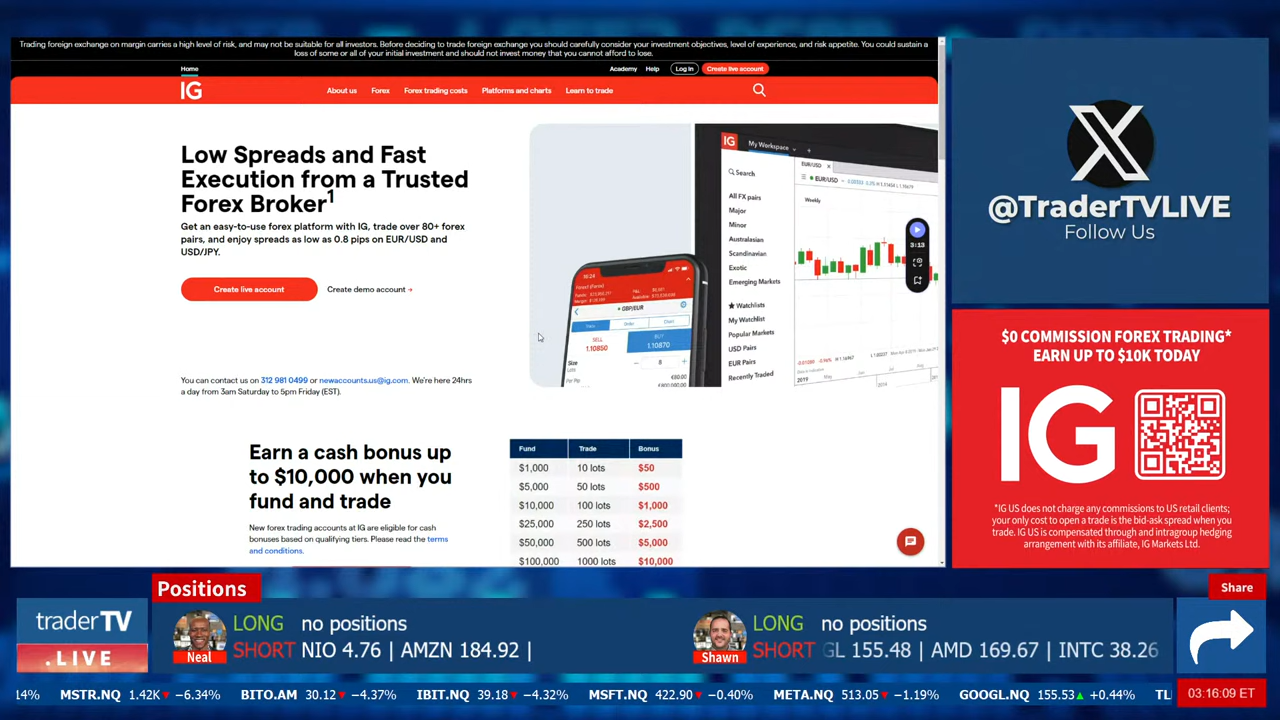 Trading foreign exchange on margin carries a high level of risk, and may not be suitable for all investors. Before deciding to trade foreign exchange you should carefully consider your investment objectives, level of experience, and risk appetite. You could sustain a
loss of some or all of your initial investment and should not invest money that you cannot afford to lose.
Home
Academy Help Log in Create live account
IG About us Forex Forex trading costs Platforms and charts Learn to trade
Low Spreads and Fast
Execution from a Trusted
Forex Broker1
Get an easy-to-use forex platform with IG, trade over 80+ forex
pairs, and enjoy spreads as low as 0.8 pips on EUR/USD and
USD/JPY.
Create live account Create demo account →
You can contact us on 312 981 0499 or newaccounts.us@ig.com. We're here 24hrs
a day from 3am Saturday to 5pm Friday (EST).
IG My Workspace
Search
All FX pairs
Major
Minor
Australasian
Scandinavian
Exotic
Emerging Markets
★ Watchlists
My Watchlist
Popular Markets
USD Pairs
EUR Pairs
Recently Traded
EUR/USD
EUR/USD
Weekly
3:13
2019
GBP/EUR
SELL
1.10850
BUY
1.10870
Size
8
Earn a cash bonus up
to $10,000 when you
fund and trade
New forex trading accounts at IG are eligible for cash
bonuses based on qualifying tiers. Please read the terms
and conditions.
Fund Trade Bonus
$1,000 10 lots $50
$5,000 50 lots $500
$10,000 100 lots $1,000
$25,000 250 lots $2,500
$50,000 500 lots $5,000
$100,000 1000 lots $10,000
X
@TraderTVLIVE
Follow Us
$0 COMMISSION FOREX TRADING*
EARN UP TO $10K TODAY
IG
*IG US does not charge any commissions to US retail clients;
your only cost to open a trade is the bid-ask spread when you
trade. IG US is compensated through and intragroup hedging
arrangement with its affiliate, IG Markets Ltd.
Positions
Share
traderTV
.LIVE
Neal
LONG no positions
SHORT NIO 4.76 | AMZN 184.92 |
Shawn
LONG no positions
SHORT GL 155.48 | AMD 169.67 | INTC 38.26
14% MSTR.NQ 1.42K −6.34% BITO.AM 30.12 −4.37% IBIT.NQ 39.18 −4.32% MSFT.NQ 422.90 −0.40% META.NQ 513.05 −1.19% GOOGL.NQ 155.53 +0.44% TL
03:16:09 ET